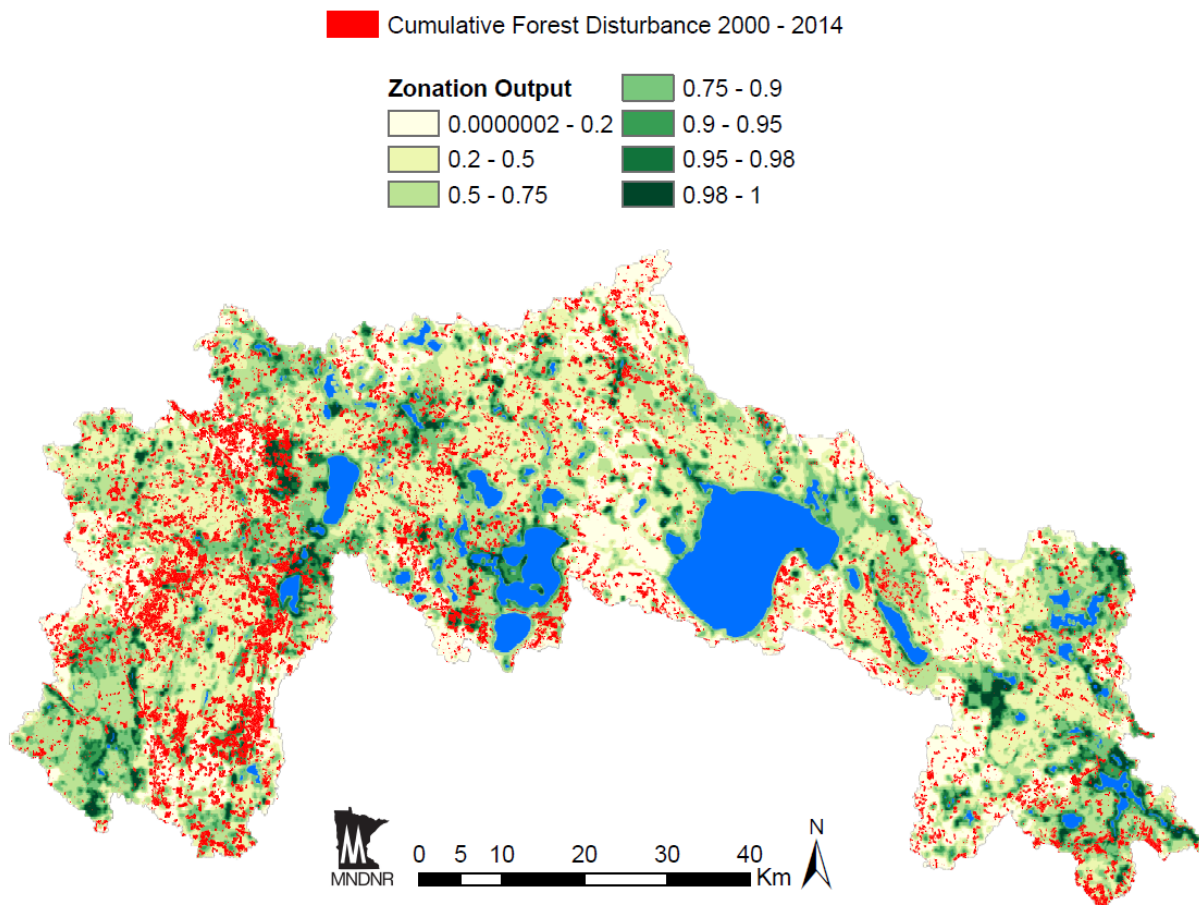 Cumulative Forest Disturbance 2000 - 2014
Zonation Output
0.0000002 - 0.2
0.2 - 0.5
0.5 - 0.75
0.75 - 0.9
0.9 - 0.95
0.95 - 0.98
0.98 - 1
M
MNDNR
0 5 10 20 30 40
Km
N